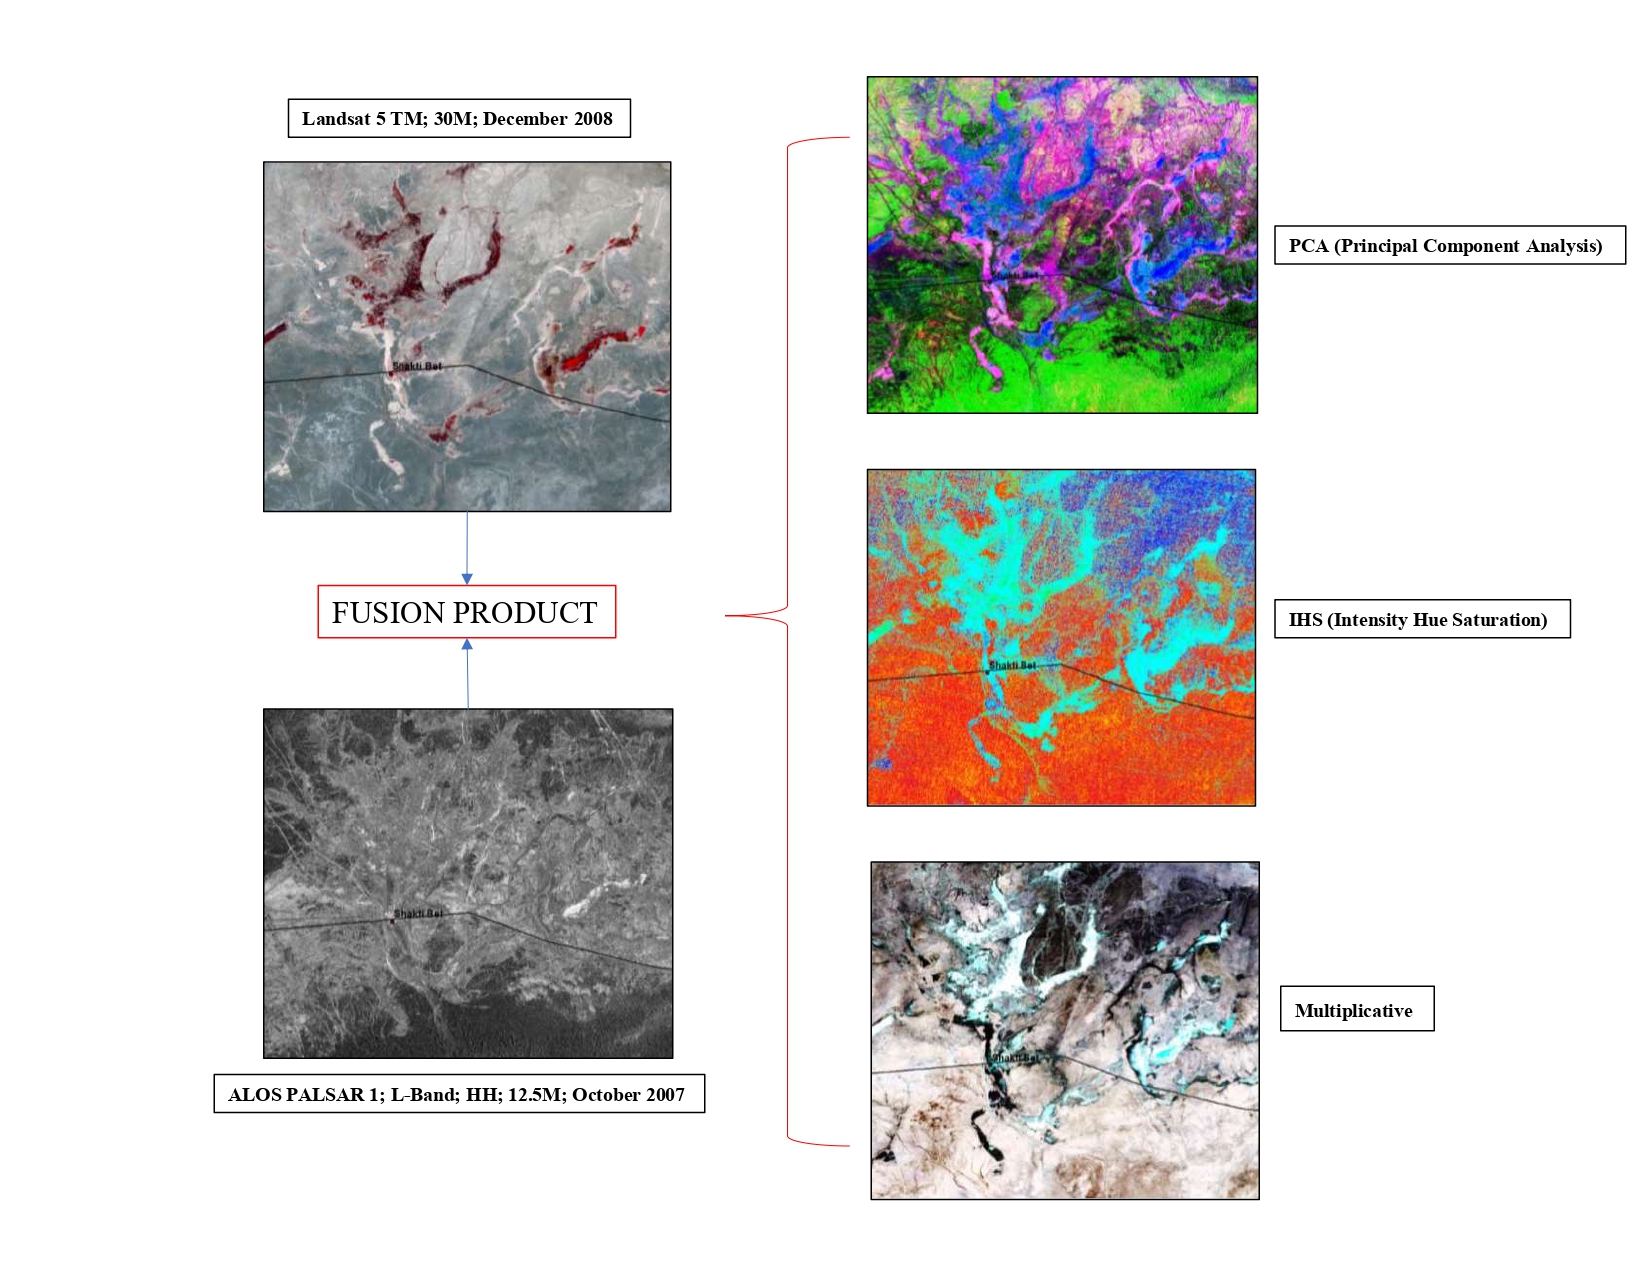 Landsat 5 TM; 30M; December 2008
Shakti Bet
FUSION PRODUCT
Shakti Bet
ALOS PALSAR 1; L-Band; HH; 12.5M; October 2007
Shakti Bet
PCA (Principal Component Analysis)
Shakti Bet
IHS (Intensity Hue Saturation)
Shakti Bet
Multiplicative